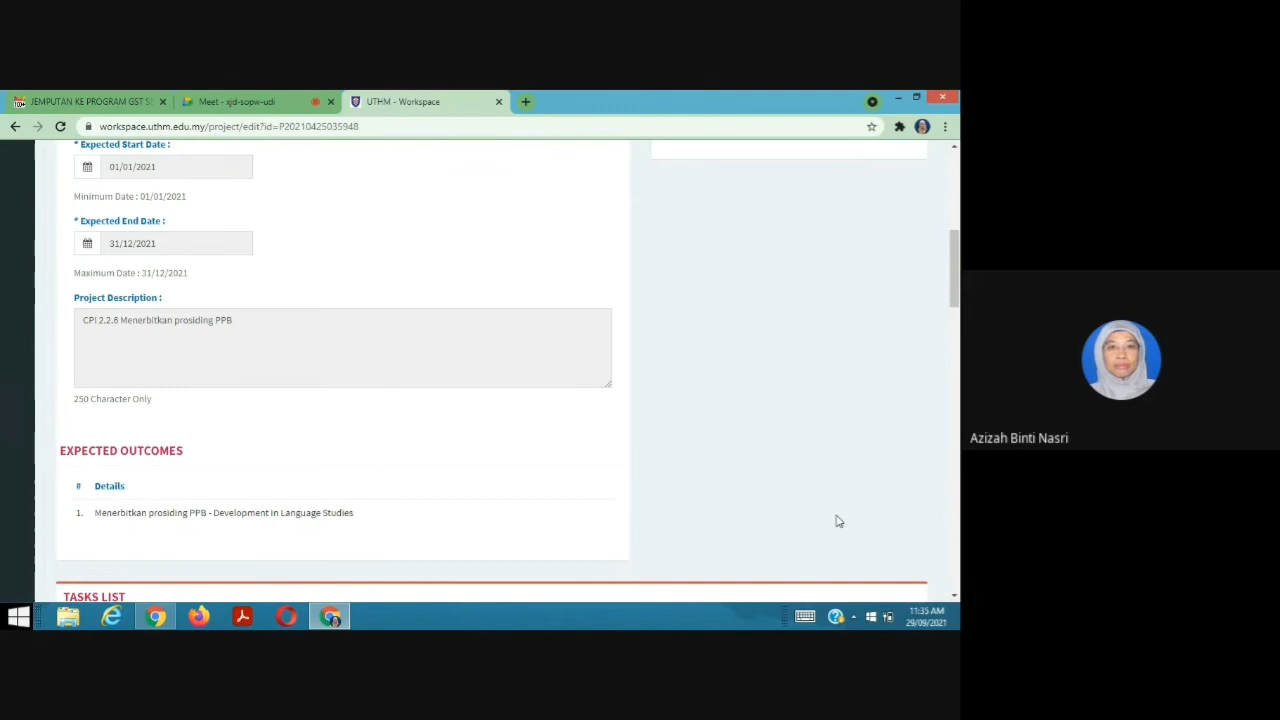 JEMPUTAN KE PROGRAM GST S
Meet - xjd-sopw-udi
UTHM - Workspace
workspace.uthm.edu.my/project/edit?id=P20210425035948
* Expected Start Date :
01/01/2021
Minimum Date : 01/01/2021
* Expected End Date :
31/12/2021
Maximum Date : 31/12/2021
Project Description :
CPI 2.2.6 Menerbitkan prosiding PPB
250 Character Only
EXPECTED OUTCOMES
# Details
1. Menerbitkan prosiding PPB - Development in Language Studies
TASKS LIST
Azizah Binti Nasri
11:35 AM
29/09/2021